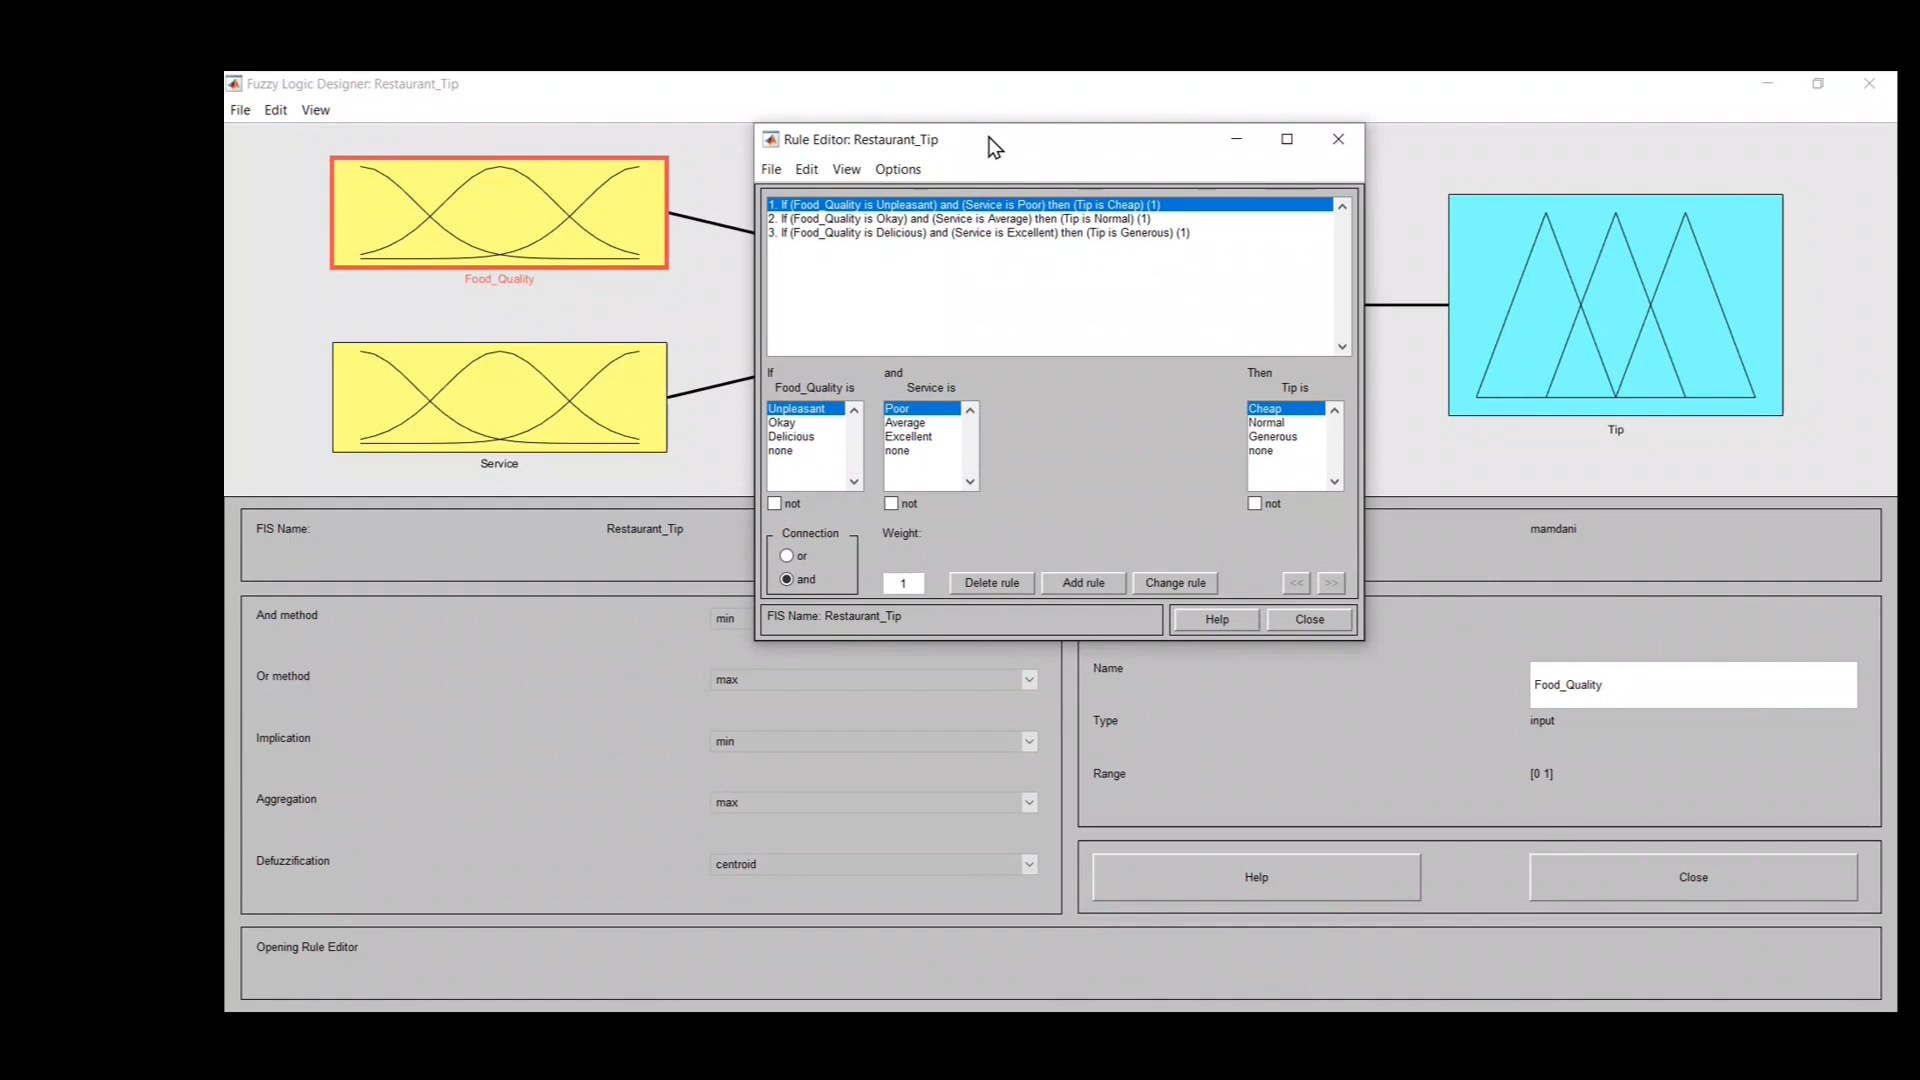 Fuzzy Logic Designer: Restaurant_Tip
File Edit View
Rule Editor: Restaurant_Tip
File Edit View Options
1. If (Food_Quality is Unpleasant) and (Service is Poor) then (Tip is Cheap) (1)
2. If (Food_Quality is Okay) and (Service is Average) then (Tip is Normal) (1)
3. If (Food_Quality is Delicious) and (Service is Excellent) then (Tip is Generous) (1)
If and Then
Food_Quality is Service is Tip is
Unpleasant Poor Cheap
Okay Average Normal
Delicious Excellent Generous
none none none
not not not
Connection Weight:
or
and 1 Delete rule Add rule Change rule << >>
FIS Name: Restaurant_Tip Help Close
Food_Quality
Service
Tip
FIS Name: Restaurant_Tip mamdani
And method min
Or method max
Implication min
Aggregation max
Defuzzification centroid
Name Food_Quality
Type input
Range [0 1]
Help Close
Opening Rule Editor